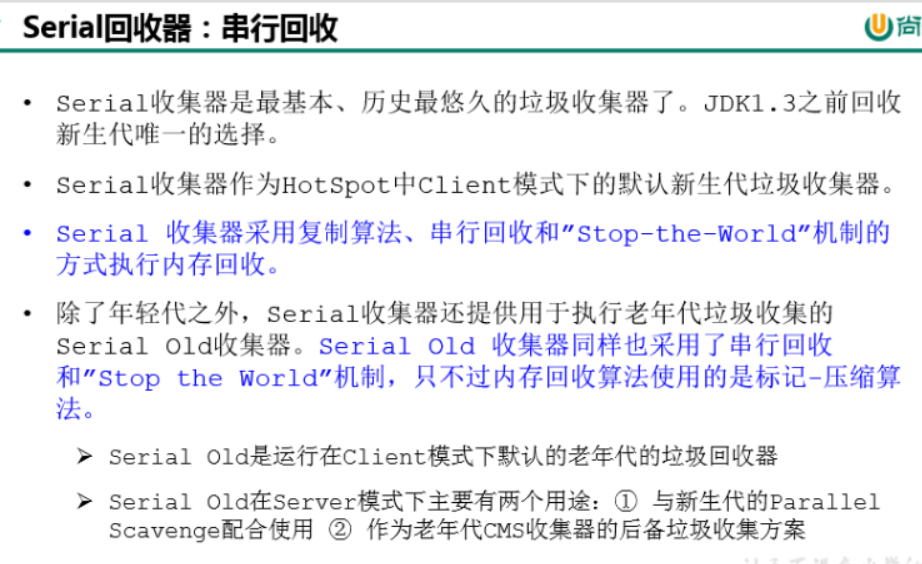 Serial回收器：串行回收
尚
• Serial收集器是最基本、历史最悠久的垃圾收集器了。JDK1.3之前回收
新生代唯一的选择。
• Serial收集器作为HotSpot中Client模式下的默认新生代垃圾收集器。
• Serial 收集器采用复制算法、串行回收和"Stop-the-World"机制的
方式执行内存回收。
• 除了年轻代之外，Serial收集器还提供用于执行老年代垃圾收集的
Serial Old收集器。Serial Old 收集器同样也采用了串行回收
和"Stop the World"机制，只不过内存回收算法使用的是标记-压缩算
法。
➢ Serial Old是运行在Client模式下默认的老年代的垃圾回收器
➢ Serial Old在Server模式下主要有两个用途：① 与新生代的Parallel
Scavenge配合使用 ② 作为老年代CMS收集器的后备垃圾收集方案